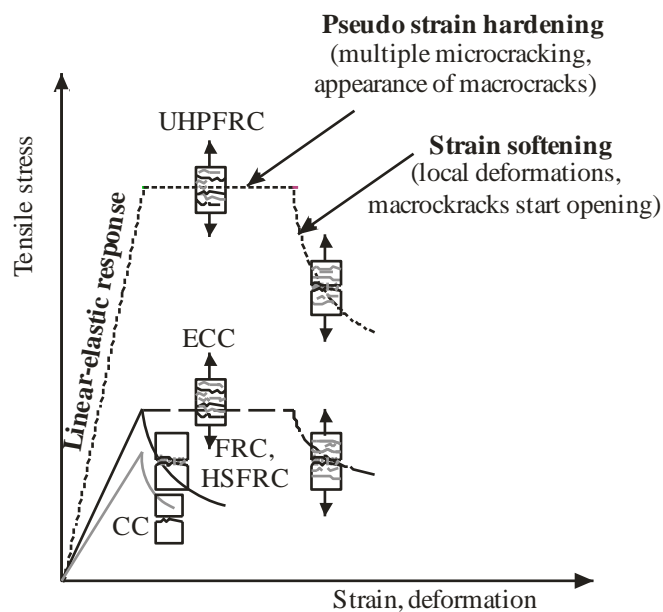 Pseudo strain hardening
(multiple microcracking,
appearance of macrocracks)
UHPFRC
Strain softening
(local deformations,
macrockracks start opening)
Tensile stress
Linear-elastic response
ECC
FRC,
HSFRC
CC
Strain, deformation